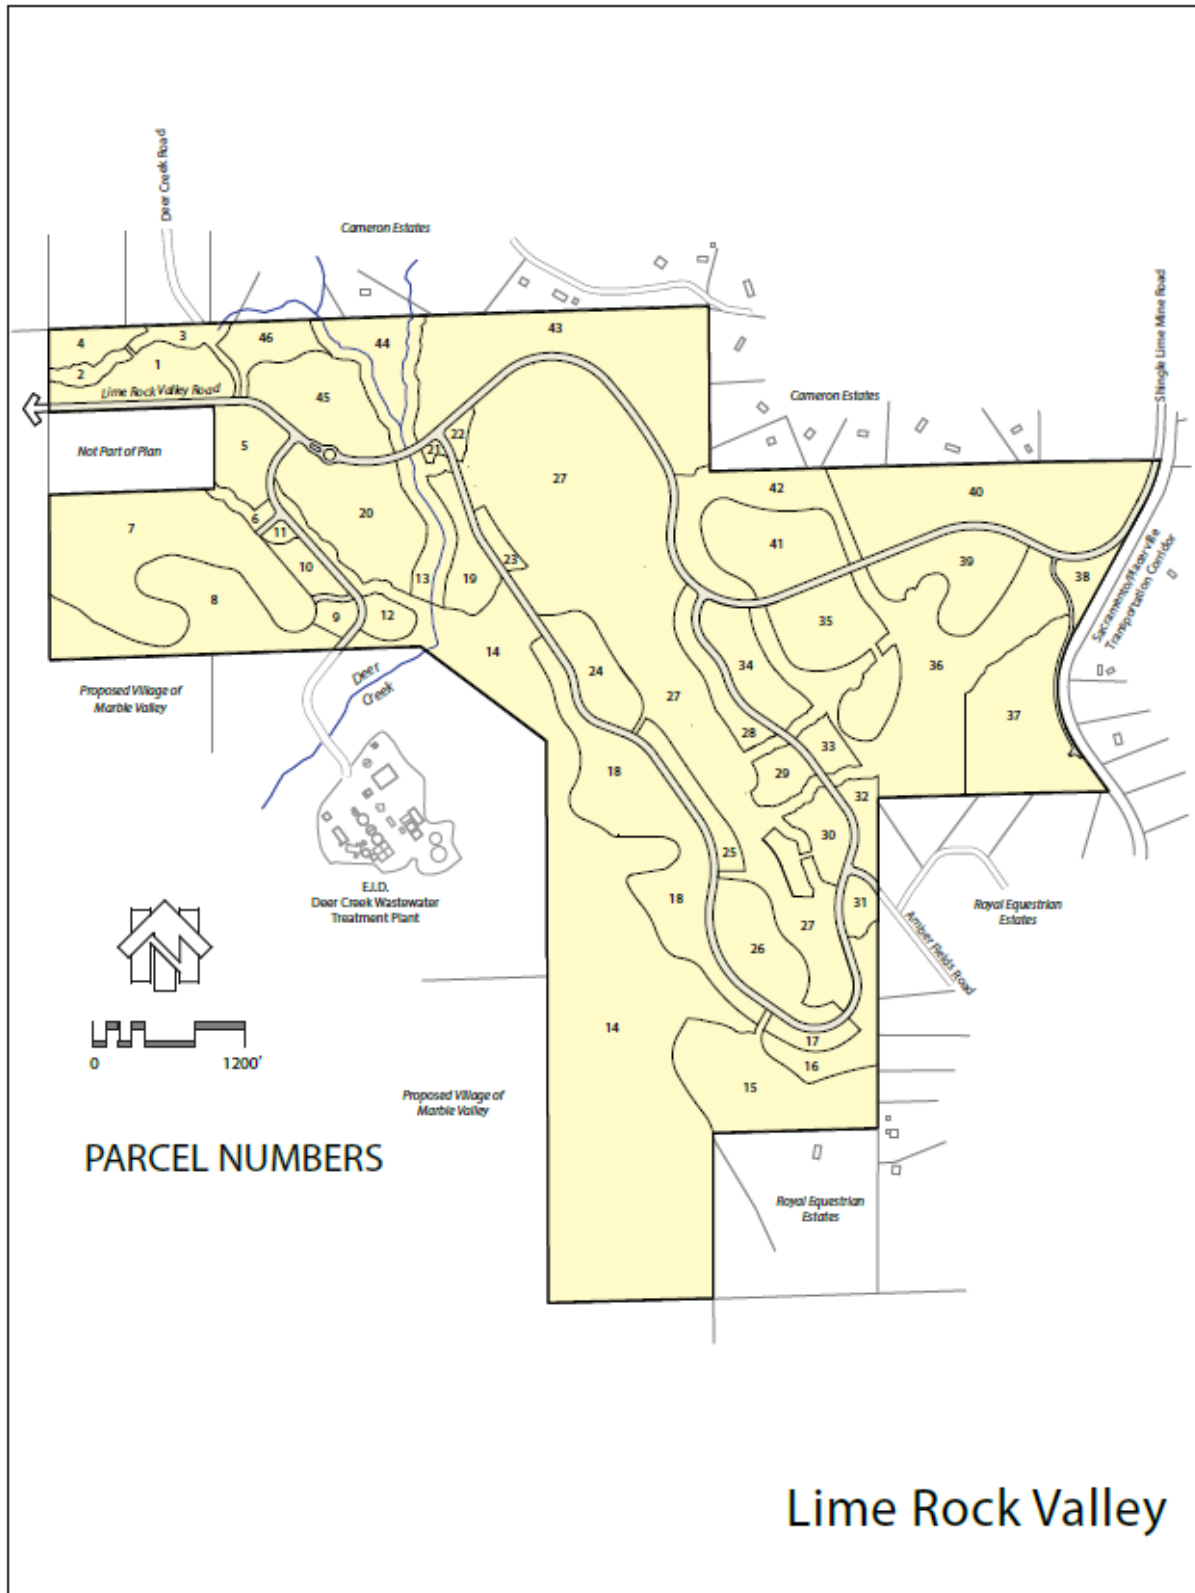 Deer Creek Road
Cameron Estates
Shingle Lime Mine Road
4
3
46
44
43
2
1
Lime Rock Valley Road
45
Cameron Estates
Not Part of Plan
5
21
22
27
42
40
7
6
11
20
41
39
23
10
13
19
38
8
9
12
35
Sacramento/Placerville
Transportation Corridor
14
24
34
36
Deer
Creek
27
Proposed Village of
Marble Valley
28
33
37
18
29
32
30
25
E.I.D.
Deer Creek Wastewater
Treatment Plant
18
31
27
Royal Equestrian
Estates
26
Amber Fields Road
14
17
0
1200'
16
15
Proposed Village of
Marble Valley
PARCEL NUMBERS
Royal Equestrian
Estates
14
Lime Rock Valley